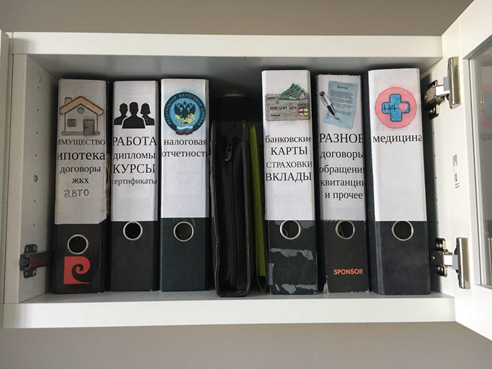 ИМУЩЕСТВО
ипотека
договоры
жкх
авто
РАБОТА
дипломы
КУРСЫ
сертификаты
налоговая
отчетность
банковские
КАРТЫ
СТРАХОВКИ
ВКЛАДЫ
РАЗНОЕ
договоры
обращения
квитанции
и прочее
SPONSOR
медицина